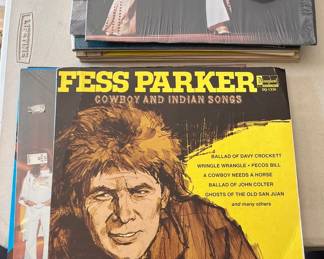 LIFETIME
FESS PARKER
COWBOY AND INDIAN SONGS
BALLAD OF DAVY CROCKETT
WRINGLE WRANGLE • PECOS BILL
A COWBOY NEEDS A HORSE
BALLAD OF JOHN COLTER
GHOSTS OF THE OLD SAN JUAN
and many others